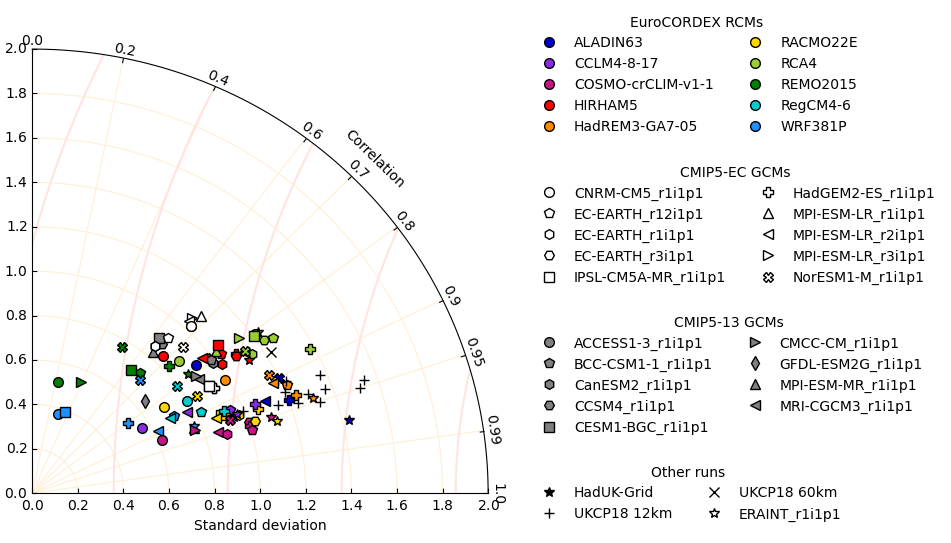 EuroCORDEX RCMs
ALADIN63
RACMO22E
CCLM4-8-17
RCA4
COSMO-crCLIM-v1-1
REMO2015
HIRHAM5
RegCM4-6
HadREM3-GA7-05
WRF381P
CMIP5-EC GCMs
CNRM-CM5_r1i1p1
HadGEM2-ES_r1i1p1
EC-EARTH_r12i1p1
MPI-ESM-LR_r1i1p1
EC-EARTH_r1i1p1
MPI-ESM-LR_r2i1p1
EC-EARTH_r3i1p1
MPI-ESM-LR_r3i1p1
IPSL-CM5A-MR_r1i1p1
NorESM1-M_r1i1p1
CMIP5-13 GCMs
ACCESS1-3_r1i1p1
CMCC-CM_r1i1p1
BCC-CSM1-1_r1i1p1
GFDL-ESM2G_r1i1p1
CanESM2_r1i1p1
MPI-ESM-MR_r1i1p1
CCSM4_r1i1p1
MRI-CGCM3_r1i1p1
CESM1-BGC_r1i1p1
Other runs
HadUK-Grid
UKCP18 60km
UKCP18 12km
ERAINT_r1i1p1
2.0
1.8
1.6
1.4
1.2
1.0
0.8
0.6
0.4
0.2
0.0
0.0
0.2
0.4
0.6
0.8
1.0
1.2
1.4
1.6
1.8
2.0
Standard deviation
0.0
0.2
0.4
0.6
0.7
0.8
0.9
0.95
0.99
1.0
Correlation